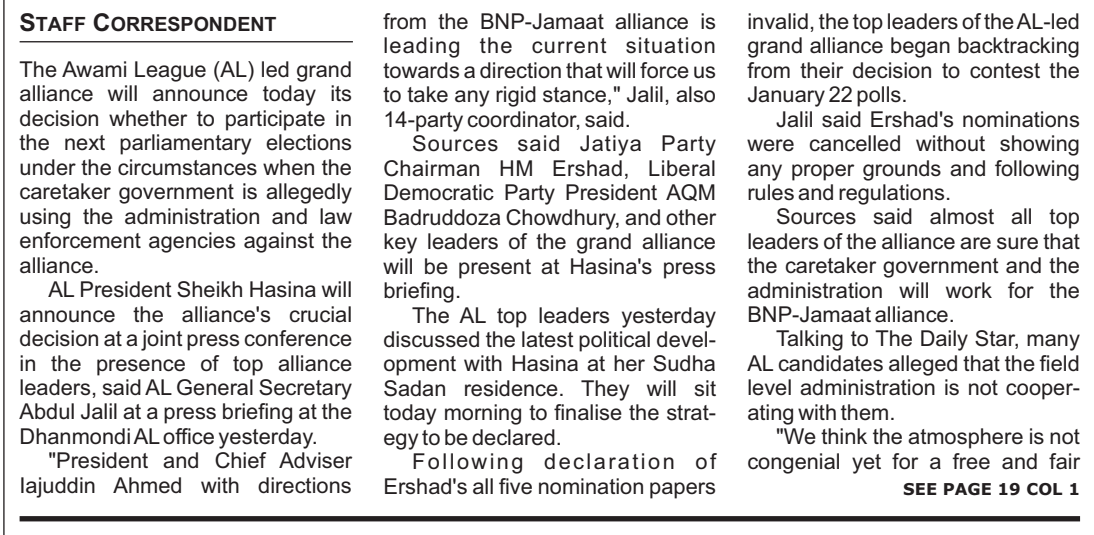 STAFF CORRESPONDENT
The Awami League (AL) led grand
alliance will announce today its
decision whether to participate in
the next parliamentary elections
under the circumstances when the
caretaker government is allegedly
using the administration and law
enforcement agencies against the
alliance.
AL President Sheikh Hasina will
announce the alliance's crucial
decision at a joint press conference
in the presence of top alliance
leaders, said AL General Secretary
Abdul Jalil at a press briefing at the
Dhanmondi AL office yesterday.
"President and Chief Adviser
Iajuddin Ahmed with directions
from the BNP-Jamaat alliance is
leading the current situation
towards a direction that will force us
to take any rigid stance," Jalil, also
14-party coordinator, said.
Sources said Jatiya Party
Chairman HM Ershad, Liberal
Democratic Party President AQM
Badruddoza Chowdhury, and other
key leaders of the grand alliance
will be present at Hasina's press
briefing.
The AL top leaders yesterday
discussed the latest political devel-
opment with Hasina at her Sudha
Sadan residence. They will sit
today morning to finalise the strat-
egy to be declared.
Following declaration of
Ershad's all five nomination papers
invalid, the top leaders of the AL-led
grand alliance began backtracking
from their decision to contest the
January 22 polls.
Jalil said Ershad's nominations
were cancelled without showing
any proper grounds and following
rules and regulations.
Sources said almost all top
leaders of the alliance are sure that
the caretaker government and the
administration will work for the
BNP-Jamaat alliance.
Talking to The Daily Star, many
AL candidates alleged that the field
level administration is not cooper-
ating with them.
"We think the atmosphere is not
congenial yet for a free and fair
SEE PAGE 19 COL 1